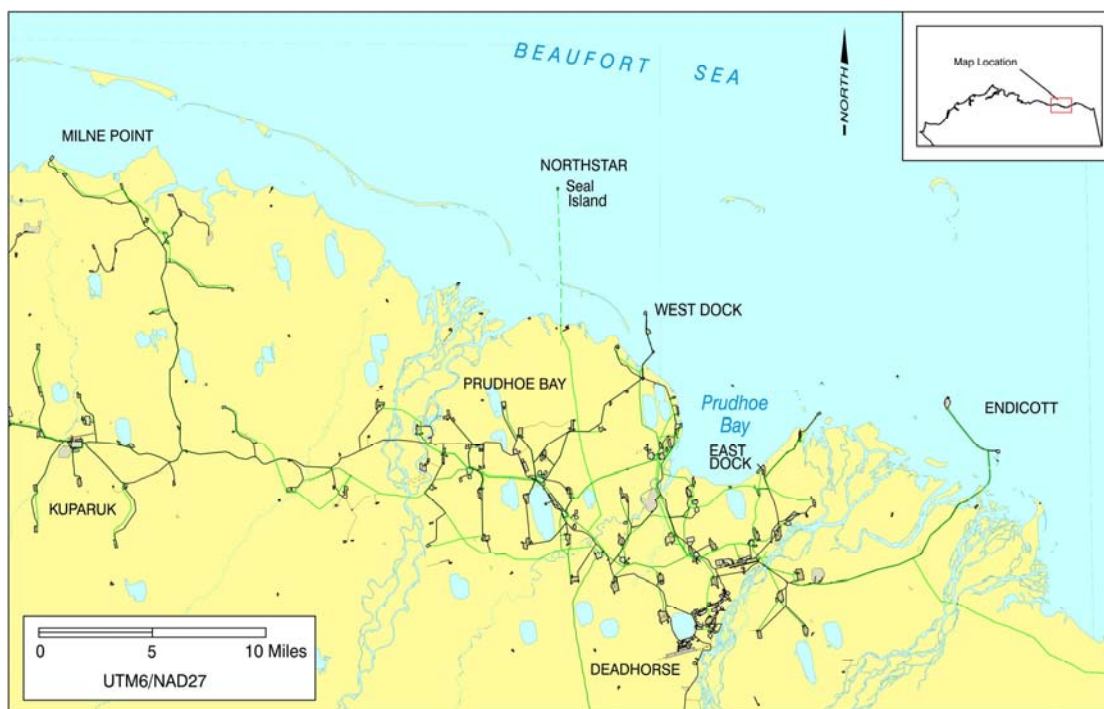 BEAUFORT SEA
NORTH
Map Location
MILNE POINT
NORTHSTAR
Seal
Island
WEST DOCK
PRUDHOE BAY
Prudhoe
Bay
EAST
DOCK
ENDICOTT
KUPARUK
DEADHORSE
0 5 10 Miles
UTM6/NAD27